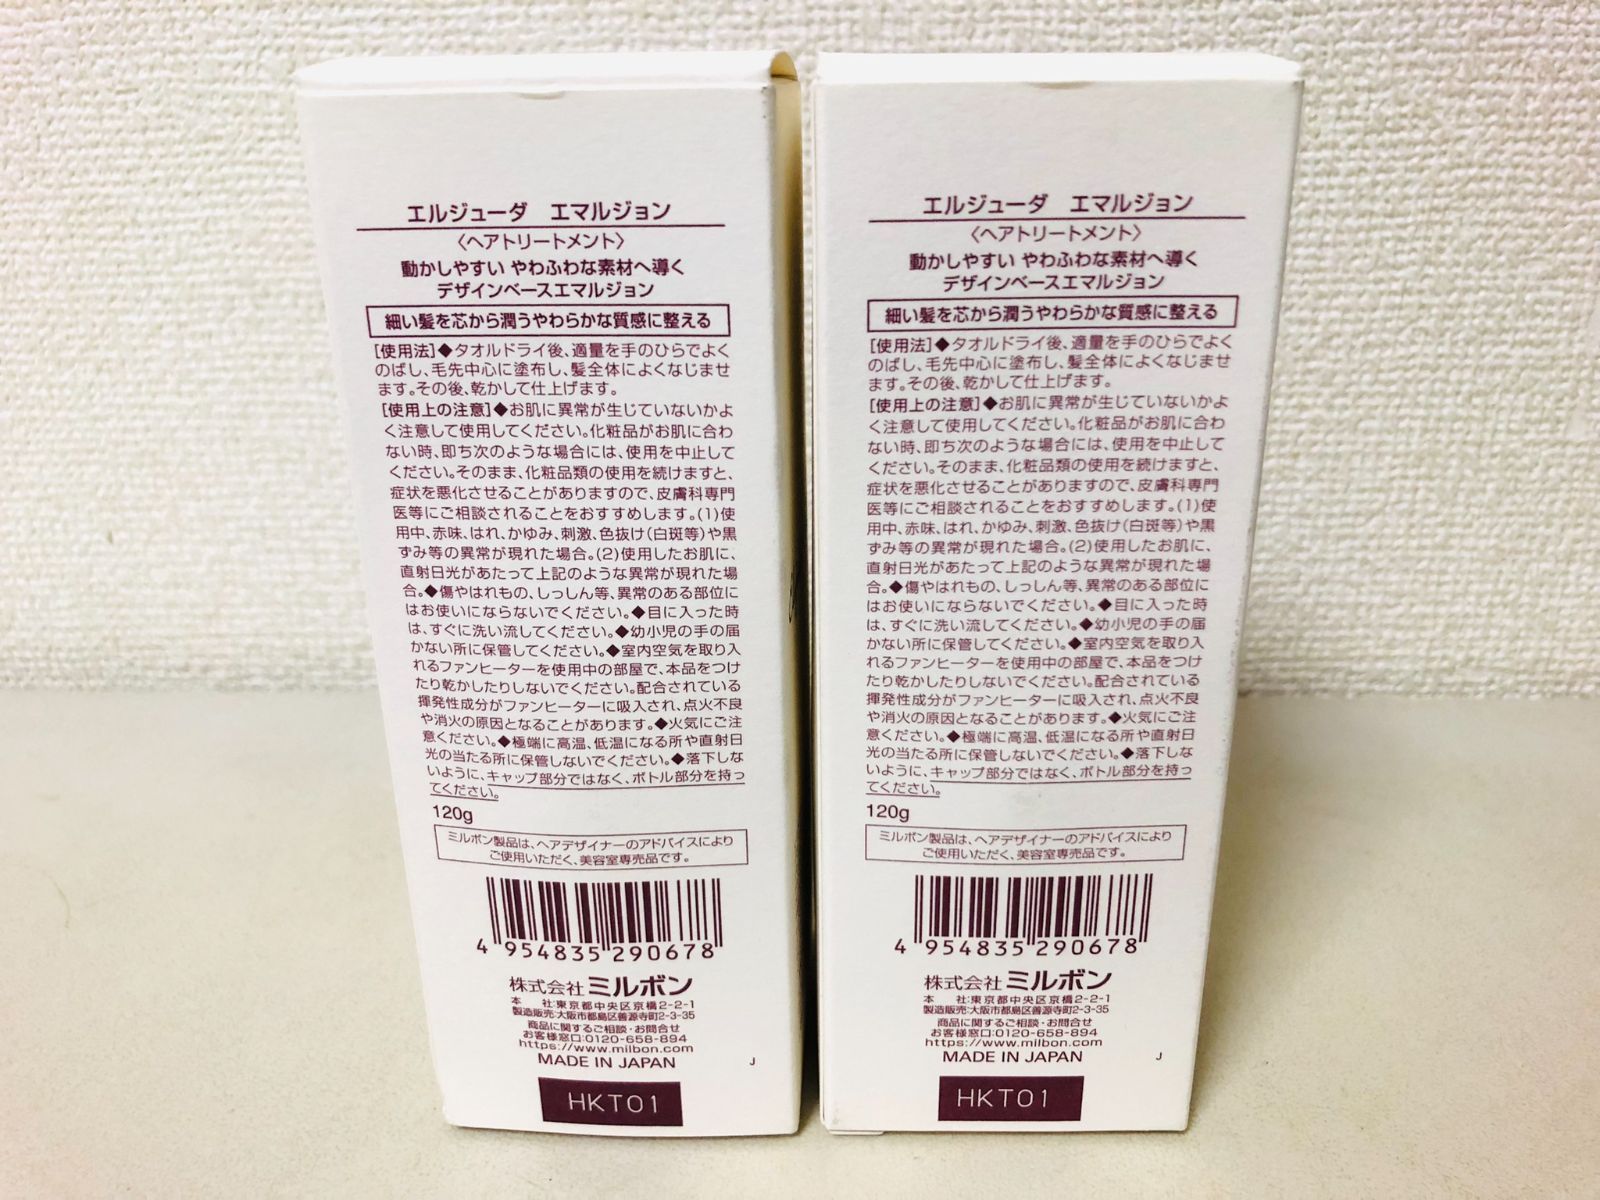 エルジューダ　エマルジョン
〈ヘアトリートメント〉
動かしやすい やわふわな素材へ導く
デザインベースエマルジョン
細い髪を芯から潤うやわらかな質感に整える
[使用法]◆タオルドライ後、適量を手のひらでよく
のばし、毛先中心に塗布し、髪全体によくなじませ
ます。その後、乾かして仕上げます。
[使用上の注意]◆お肌に異常が生じていないかよ
く注意して使用してください。化粧品がお肌に合わ
ない時、即ち次のような場合には、使用を中止して
ください。そのまま、化粧品類の使用を続けますと、
症状を悪化させることがありますので、皮膚科専門
医等にご相談されることをおすすめします。(1)使
用中、赤味、はれ、かゆみ、刺激、色抜け(白斑等)や黒
ずみ等の異常が現れた場合。(2)使用したお肌に、
直射日光があたって上記のような異常が現れた場
合。◆傷やはれもの、しっしん等、異常のある部位に
はお使いにならないでください。◆目に入った時
は、すぐに洗い流してください。◆幼小児の手の届
かない所に保管してください。◆室内空気を取り入
れるファンヒーターを使用中の部屋で、本品をつけ
たり乾かしたりしないでください。配合されている
揮発性成分がファンヒーターに吸入され、点火不良
や消火の原因となることがあります。◆火気にご注
意ください。◆極端に高温、低温になる所や直射日
光の当たる所に保管しないでください。◆落下しな
いように、キャップ部分ではなく、ボトル部分を持っ
てください。
120g
ミルボン製品は、ヘアデザイナーのアドバイスにより
ご使用いただく、美容室専売品です。
4 954835 290678
株式会社ミルボン
本　社:東京都中央区京橋2-2-1
製造販売:大阪市都島区善源寺町2-3-35
商品に関するご相談・お問合せ
お客様窓口:0120-658-894
https://www.milbon.com
MADE IN JAPAN
J
HKT01
エルジューダ　エマルジョン
〈ヘアトリートメント〉
動かしやすい やわふわな素材へ導く
デザインベースエマルジョン
細い髪を芯から潤うやわらかな質感に整える
[使用法]◆タオルドライ後、適量を手のひらでよく
のばし、毛先中心に塗布し、髪全体によくなじませ
ます。その後、乾かして仕上げます。
[使用上の注意]◆お肌に異常が生じていないかよ
く注意して使用してください。化粧品がお肌に合わ
ない時、即ち次のような場合には、使用を中止して
ください。そのまま、化粧品類の使用を続けますと、
症状を悪化させることがありますので、皮膚科専門
医等にご相談されることをおすすめします。(1)使
用中、赤味、はれ、かゆみ、刺激、色抜け(白斑等)や黒
ずみ等の異常が現れた場合。(2)使用したお肌に、
直射日光があたって上記のような異常が現れた場
合。◆傷やはれもの、しっしん等、異常のある部位に
はお使いにならないでください。◆目に入った時
は、すぐに洗い流してください。◆幼小児の手の届
かない所に保管してください。◆室内空気を取り入
れるファンヒーターを使用中の部屋で、本品をつけ
たり乾かしたりしないでください。配合されている
揮発性成分がファンヒーターに吸入され、点火不良
や消火の原因となることがあります。◆火気にご注
意ください。◆極端に高温、低温になる所や直射日
光の当たる所に保管しないでください。◆落下しな
いように、キャップ部分ではなく、ボトル部分を持っ
てください。
120g
ミルボン製品は、ヘアデザイナーのアドバイスにより
ご使用いただく、美容室専売品です。
4 954835 290678
株式会社ミルボン
本　社:東京都中央区京橋2-2-1
製造販売:大阪市都島区善源寺町2-3-35
商品に関するご相談・お問合せ
お客様窓口:0120-658-894
https://www.milbon.com
MADE IN JAPAN
J
HKT01